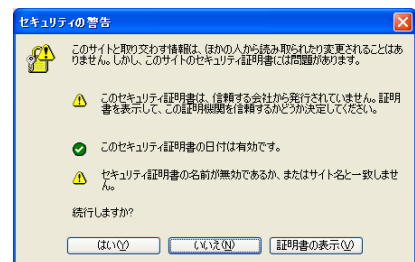 セキュリティの警告
このサイトと取り交わす情報は、ほかの人から読み取られたり変更されることはあ
りません。しかし、このサイトのセキュリティ証明書には問題があります。
このセキュリティ証明書は、信頼する会社から発行されていません。証明
書を表示して、この証明機関を信頼するかどうか決定してください。
このセキュリティ証明書の日付は有効です。
セキュリティ証明書の名前が無効であるか、またはサイト名と一致しませ
ん。
続行しますか?
はい(Y)
いいえ(N)
証明書の表示(V)